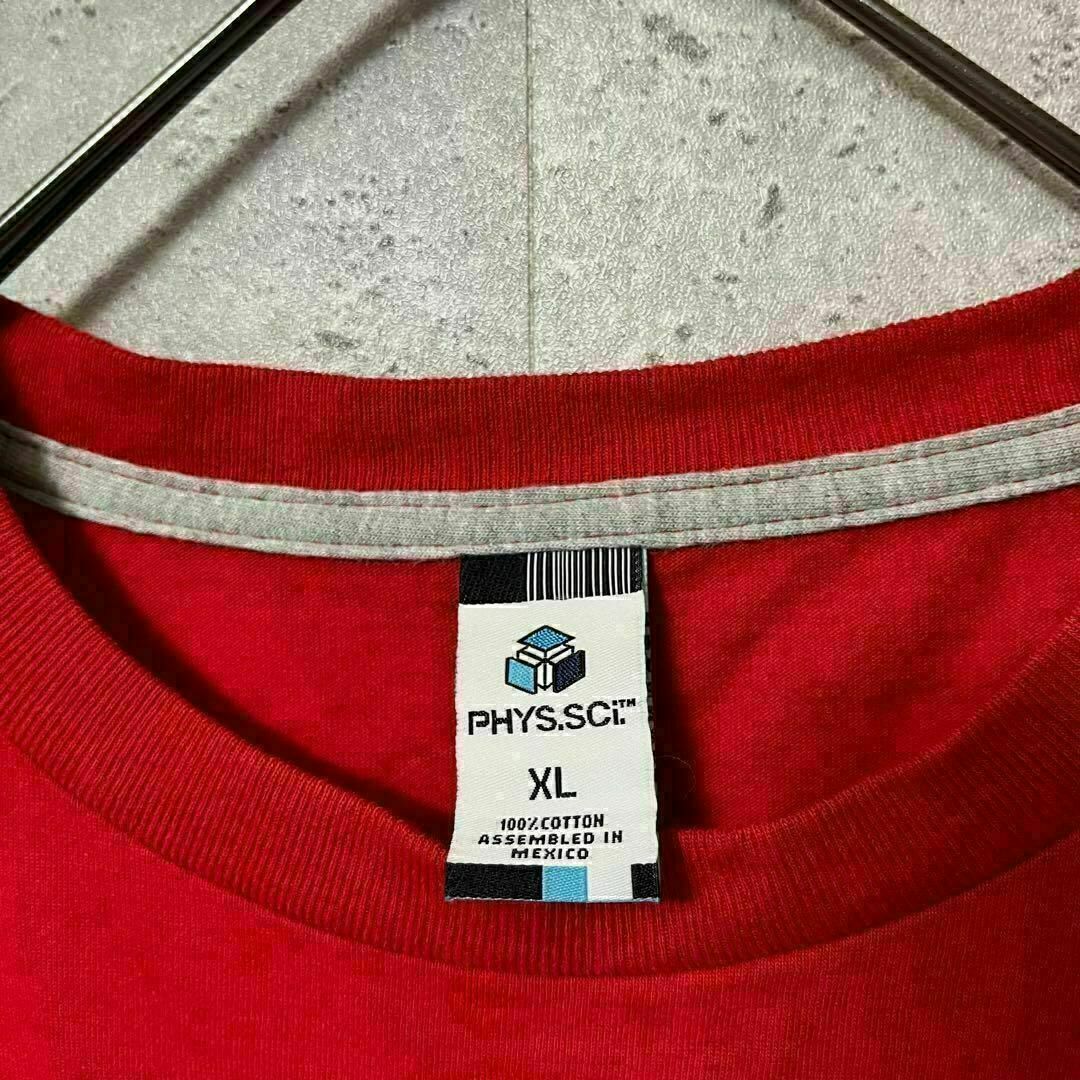 PHYS.SCi.™
XL
100% COTTON
ASSEMBLED IN
MEXICO